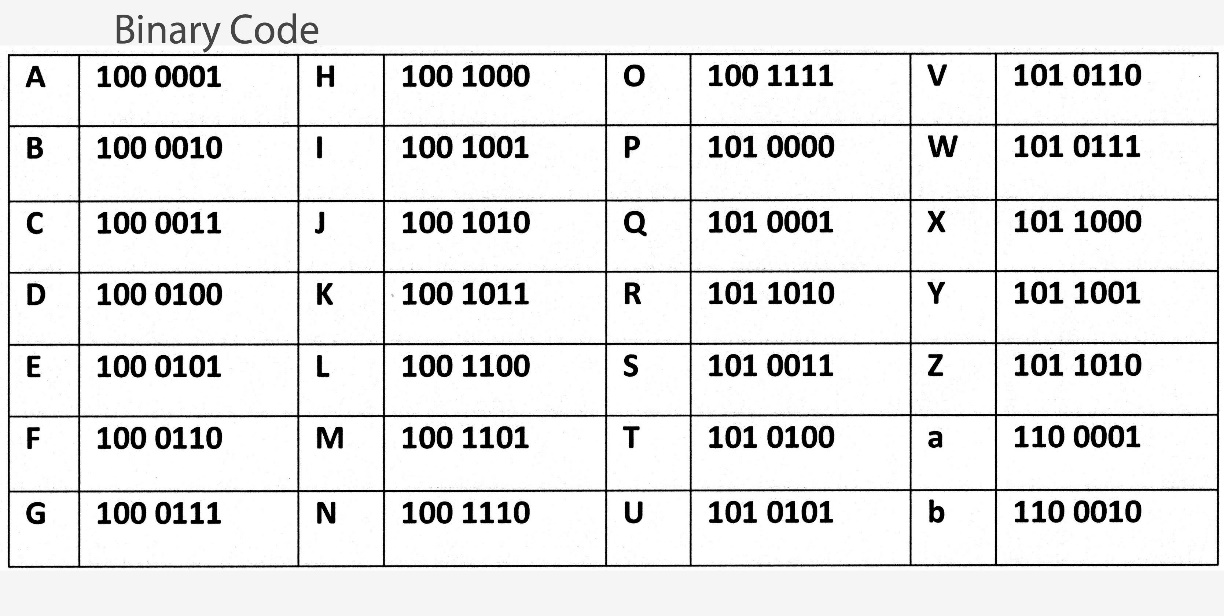 Binary Code
A 100 0001 H 100 1000 O 100 1111 V 101 0110
B 100 0010 I 100 1001 P 101 0000 W 101 0111
C 100 0011 J 100 1010 Q 101 0001 X 101 1000
D 100 0100 K 100 1011 R 101 1010 Y 101 1001
E 100 0101 L 100 1100 S 101 0011 Z 101 1010
F 100 0110 M 100 1101 T 101 0100 a 110 0001
G 100 0111 N 100 1110 U 101 0101 b 110 0010